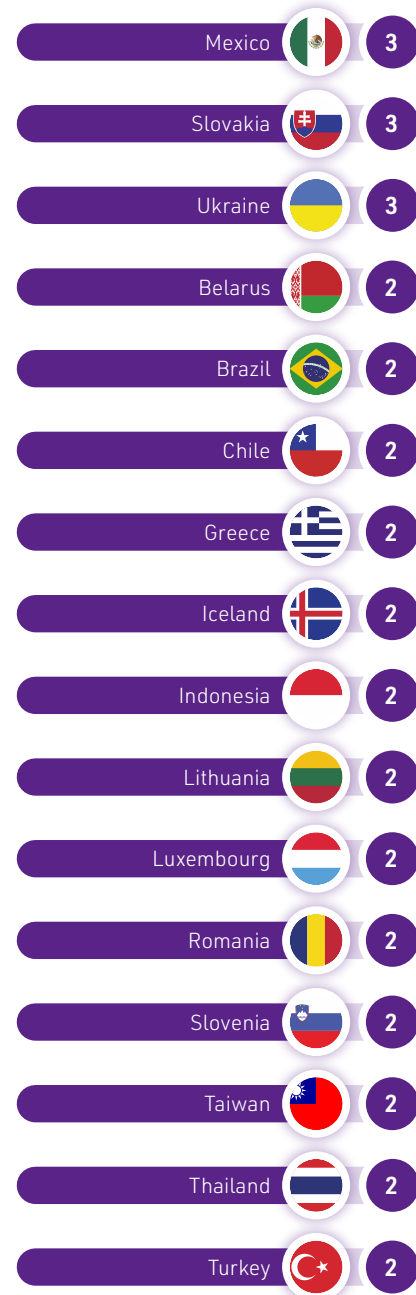 Mexico 3
Slovakia 3
Ukraine 3
Belarus 2
Brazil 2
Chile 2
Greece 2
Iceland 2
Indonesia 2
Lithuania 2
Luxembourg 2
Romania 2
Slovenia 2
Taiwan 2
Thailand 2
Turkey 2